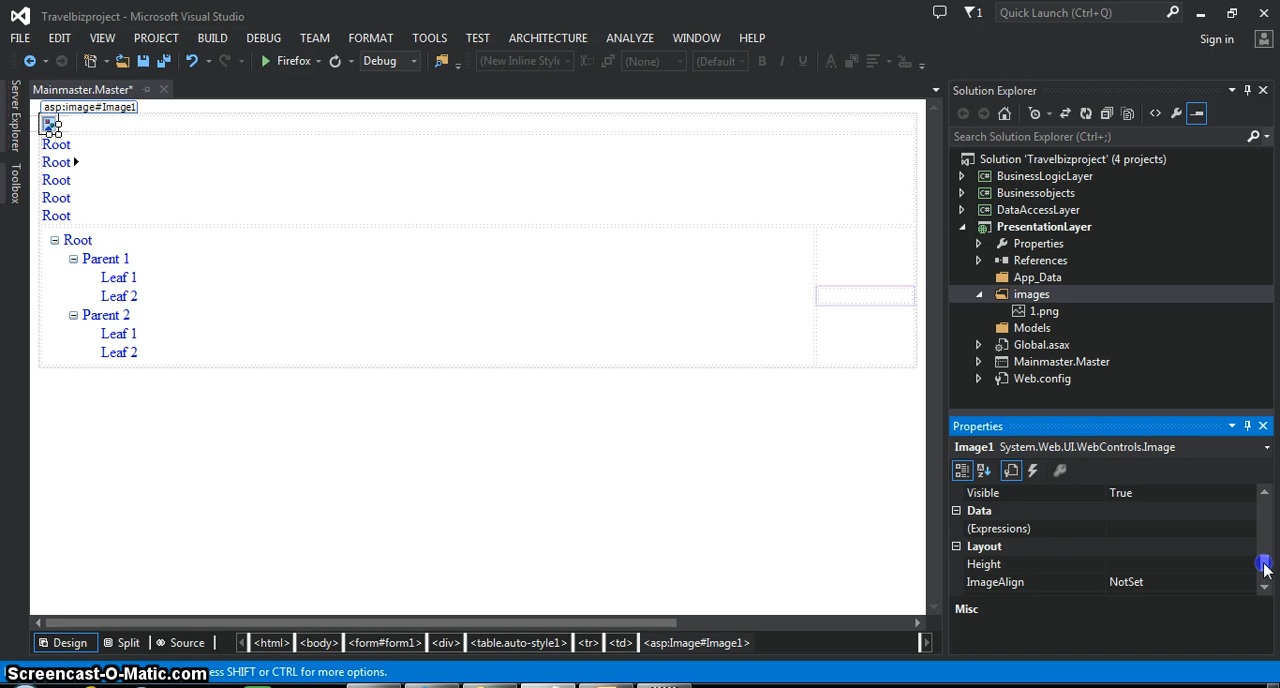 Travelbizproject - Microsoft Visual Studio
1
Quick Launch (Ctrl+Q)
FILE EDIT VIEW PROJECT BUILD DEBUG TEAM FORMAT TOOLS TEST ARCHITECTURE ANALYZE WINDOW HELP
Sign in
Firefox Debug (New Inline Style (None) (Default B I U A
Server Explorer
Toolbox
Mainmaster.Master*
asp:image#Image1
Root
Root
Root
Root
Root
Root
Parent 1
Leaf 1
Leaf 2
Parent 2
Leaf 1
Leaf 2
Solution Explorer
Search Solution Explorer (Ctrl+;)
Solution 'Travelbizproject' (4 projects)
BusinessLogicLayer
Businessobjects
DataAccessLayer
PresentationLayer
Properties
References
App_Data
images
1.png
Models
Global.asax
Mainmaster.Master
Web.config
Properties
Image1 System.Web.UI.WebControls.Image
Visible True
Data
(Expressions)
Layout
Height
ImageAlign NotSet
Misc
Design Split Source <html> <body> <form#form1> <div> <table.auto-style1> <tr> <td> <asp:Image#Image1>
Screencast-O-Matic.com
ess SHIFT or CTRL for more options.